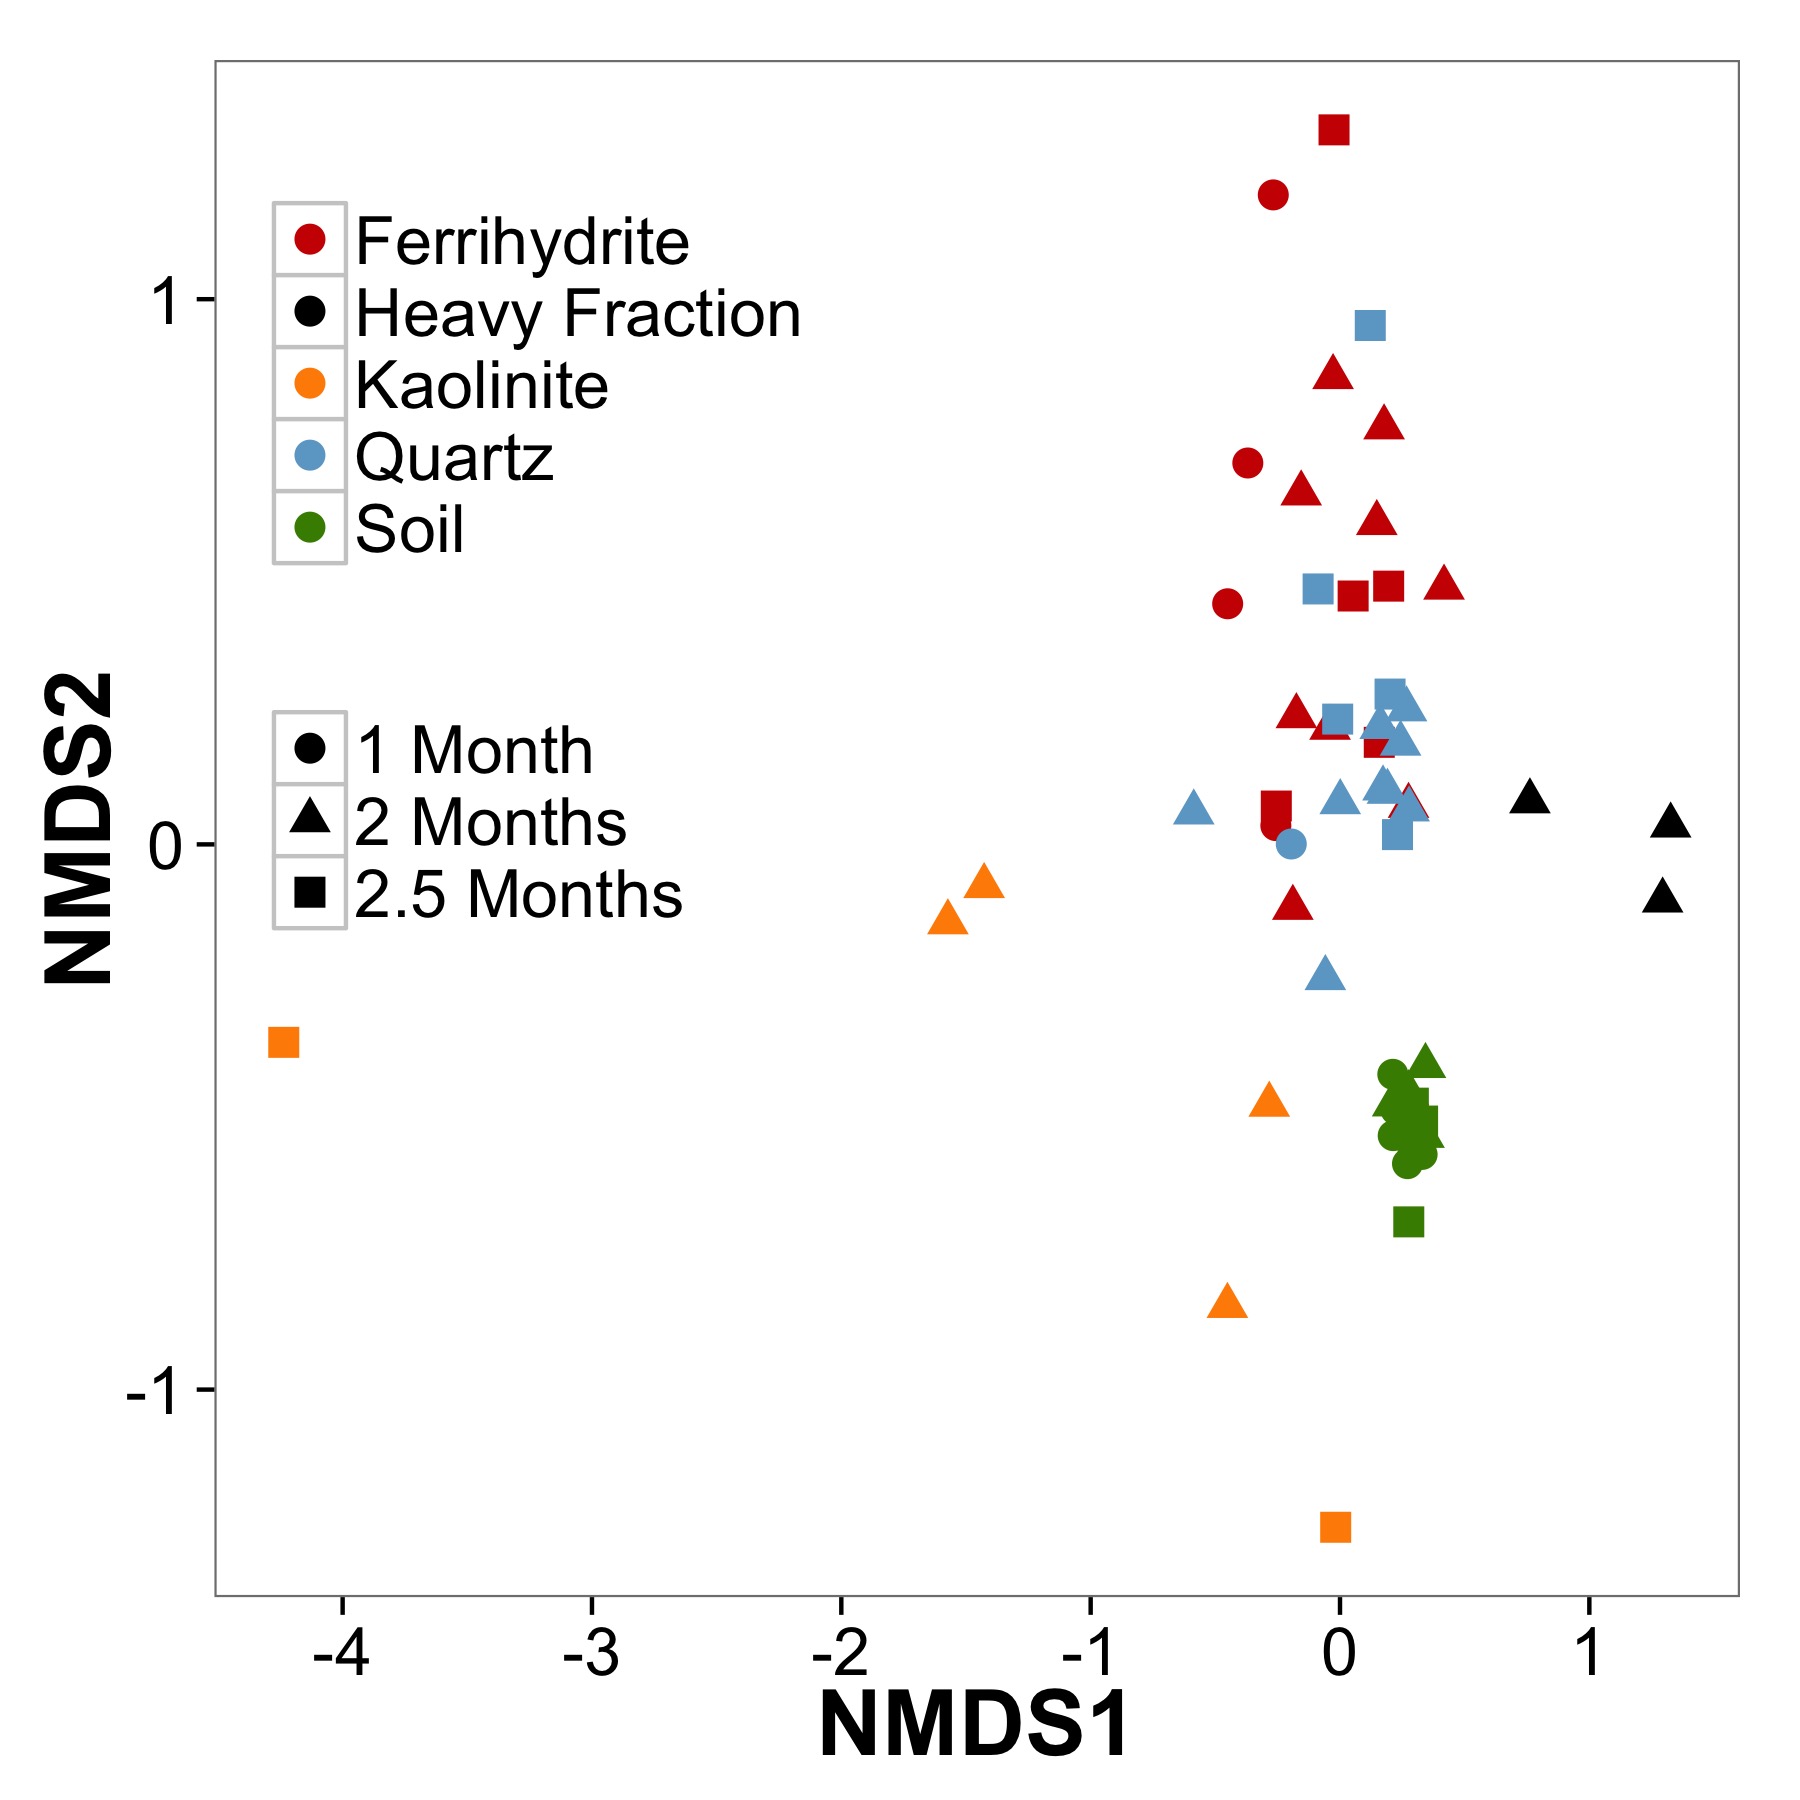 Ferrihydrite
Heavy Fraction
Kaolinite
Quartz
Soil
1 Month
2 Months
2.5 Months
NMDS2
1
0
-1
-4 -3 -2 -1 0 1
NMDS1